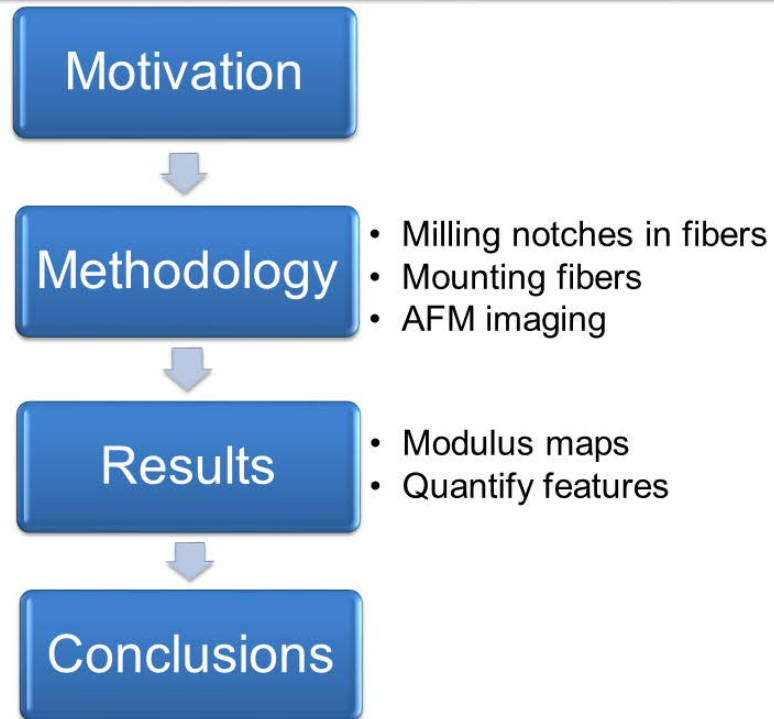 Motivation
Methodology
• Milling notches in fibers
• Mounting fibers
• AFM imaging
Results
• Modulus maps
• Quantify features
Conclusions